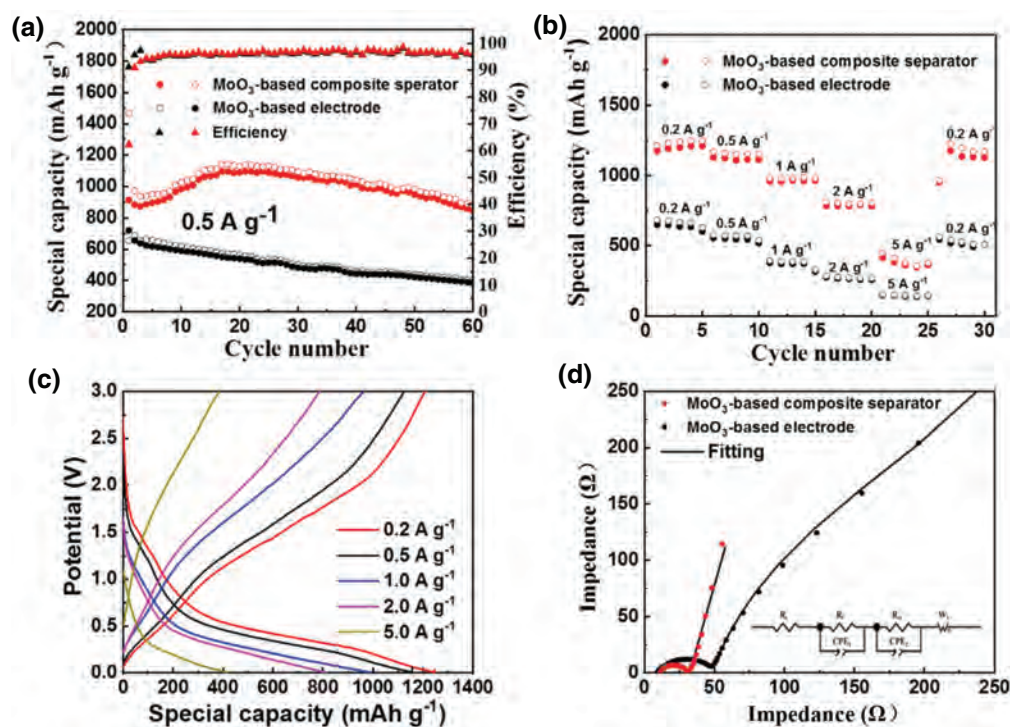 (a)
2000
1800
1600
1400
1200
1000
800
600
400
200
Special capacity (mAh g⁻¹)
MoO₃-based composite sperator
MoO₃-based electrode
Efficiency
0.5 A g⁻¹
100
90
80
70
60
50
40
30
20
10
0
Efficiency (%)
0 10 20 30 40 50 60
Cycle number
(b)
2000
1500
1000
500
0
Special capacity (mAh g⁻¹)
MoO₃-based composite separator
MoO₃-based electrode
0.2 A g⁻¹
0.5 A g⁻¹
1 A g⁻¹
2 A g⁻¹
5 A g⁻¹
0.2 A g⁻¹
0.2 A g⁻¹
0.5 A g⁻¹
1 A g⁻¹
2 A g⁻¹
5 A g⁻¹
0.2 A g⁻¹
0 5 10 15 20 25 30
Cycle number
(c)
3.0
2.5
2.0
1.5
1.0
0.5
0.0
Potential (V)
0.2 A g⁻¹
0.5 A g⁻¹
1.0 A g⁻¹
2.0 A g⁻¹
5.0 A g⁻¹
0 200 400 600 800 1000 1200 1400
Special capacity (mAh g⁻¹)
(d)
250
200
150
100
50
0
Impedance (Ω)
MoO₃-based composite separator
MoO₃-based electrode
Fitting
0 50 100 150 200 250
Impedance (Ω)